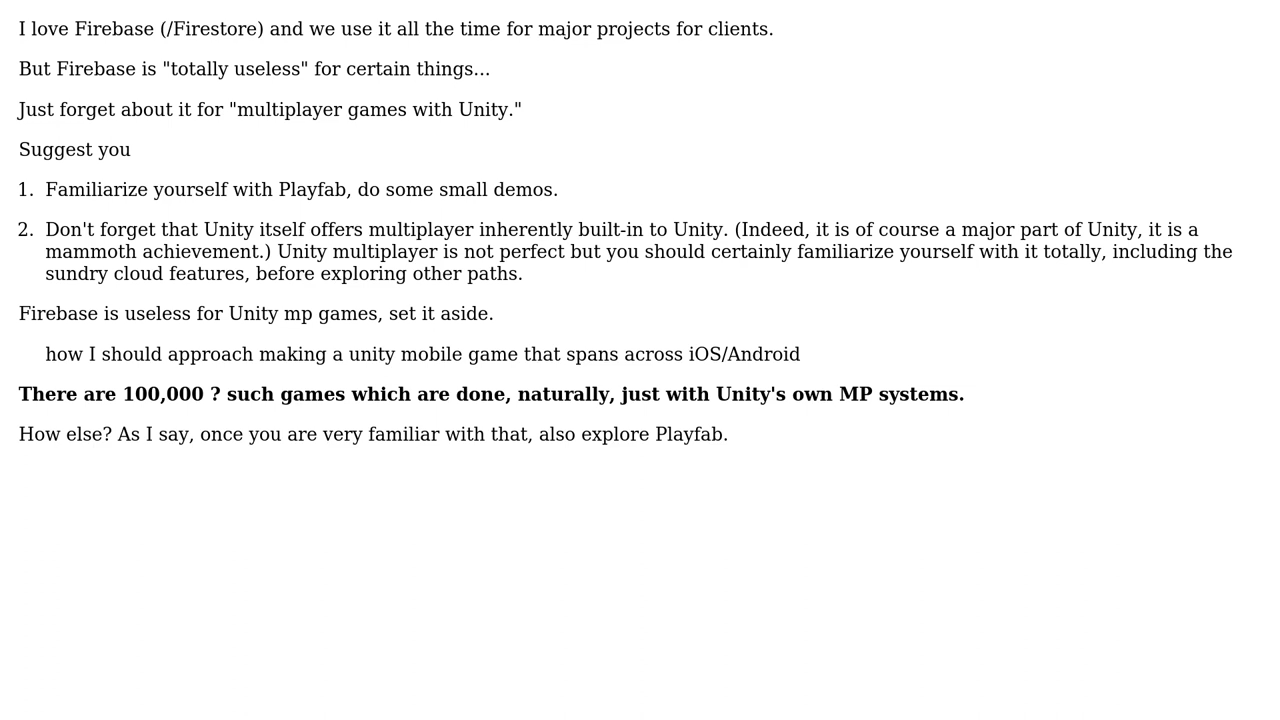 I love Firebase (/Firestore) and we use it all the time for major projects for clients.
But Firebase is "totally useless" for certain things...
Just forget about it for "multiplayer games with Unity."
Suggest you
1. Familiarize yourself with Playfab, do some small demos.
2. Don't forget that Unity itself offers multiplayer inherently built-in to Unity. (Indeed, it is of course a major part of Unity, it is a
mammoth achievement.) Unity multiplayer is not perfect but you should certainly familiarize yourself with it totally, including the
sundry cloud features, before exploring other paths.
Firebase is useless for Unity mp games, set it aside.
how I should approach making a unity mobile game that spans across iOS/Android
There are 100,000 ? such games which are done, naturally, just with Unity's own MP systems.
How else? As I say, once you are very familiar with that, also explore Playfab.